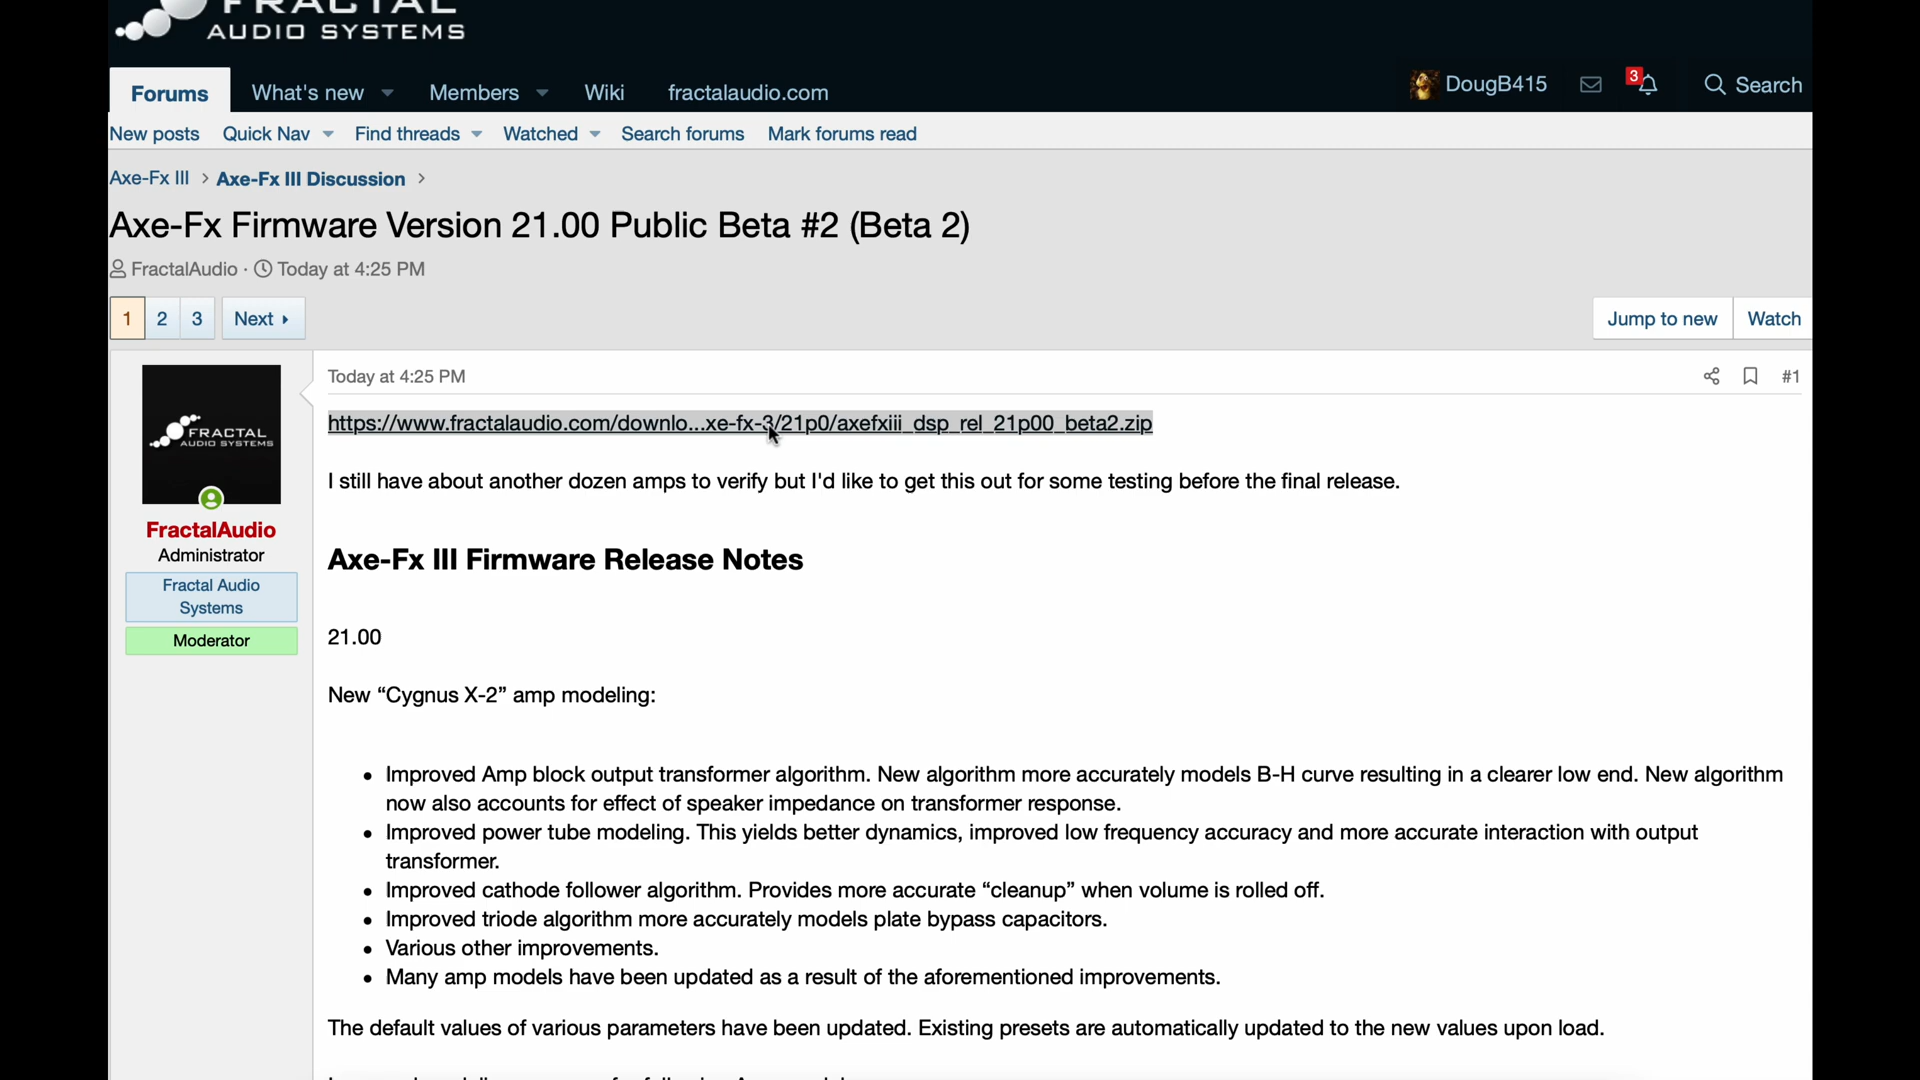 FRACTAL
AUDIO SYSTEMS
Forums What's new Members Wiki fractalaudio.com DougB415 3 Search
New posts Quick Nav Find threads Watched Search forums Mark forums read
Axe-Fx III > Axe-Fx III Discussion >
Axe-Fx Firmware Version 21.00 Public Beta #2 (Beta 2)
FractalAudio · Today at 4:25 PM
1 2 3 Next Jump to new Watch
Today at 4:25 PM #1
https://www.fractalaudio.com/downlo...xe-fx-3/21p0/axefxiii_dsp_rel_21p00_beta2.zip
FRACTAL
AUDIO SYSTEMS
I still have about another dozen amps to verify but I'd like to get this out for some testing before the final release.
FractalAudio
Administrator
Fractal Audio
Systems
Moderator
Axe-Fx III Firmware Release Notes
21.00
New “Cygnus X-2” amp modeling:
• Improved Amp block output transformer algorithm. New algorithm more accurately models B-H curve resulting in a clearer low end. New algorithm
now also accounts for effect of speaker impedance on transformer response.
• Improved power tube modeling. This yields better dynamics, improved low frequency accuracy and more accurate interaction with output
transformer.
• Improved cathode follower algorithm. Provides more accurate “cleanup” when volume is rolled off.
• Improved triode algorithm more accurately models plate bypass capacitors.
• Various other improvements.
• Many amp models have been updated as a result of the aforementioned improvements.
The default values of various parameters have been updated. Existing presets are automatically updated to the new values upon load.